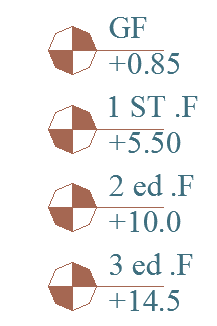 GF
+0.85
1 ST .F
+5.50
2 ed .F
+10.0
3 ed .F
+14.5